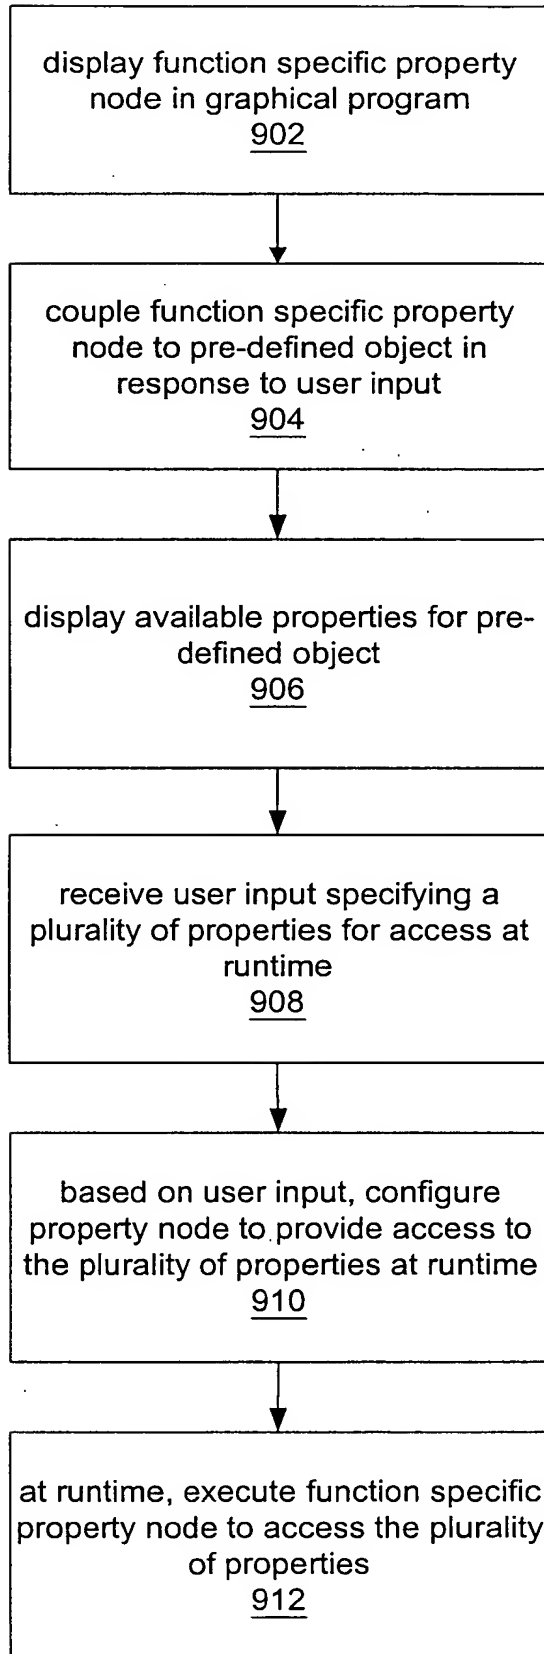 display function specific property
node in graphical program
902
couple function specific property
node to pre-defined object in
response to user input
904
display available properties for pre-
defined object
906
receive user input specifying a
plurality of properties for access at
runtime
908
based on user input, configure
property node to provide access to
the plurality of properties at runtime
910
at runtime, execute function specific
property node to access the plurality
of properties
912